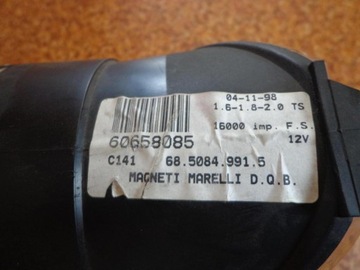 04-11-98
1.6-1.8-2.0 TS
16000 imp. F.S.
60658085
12V
C141 68.5084.991.5
MAGNETI MARELLI D.Q.B.